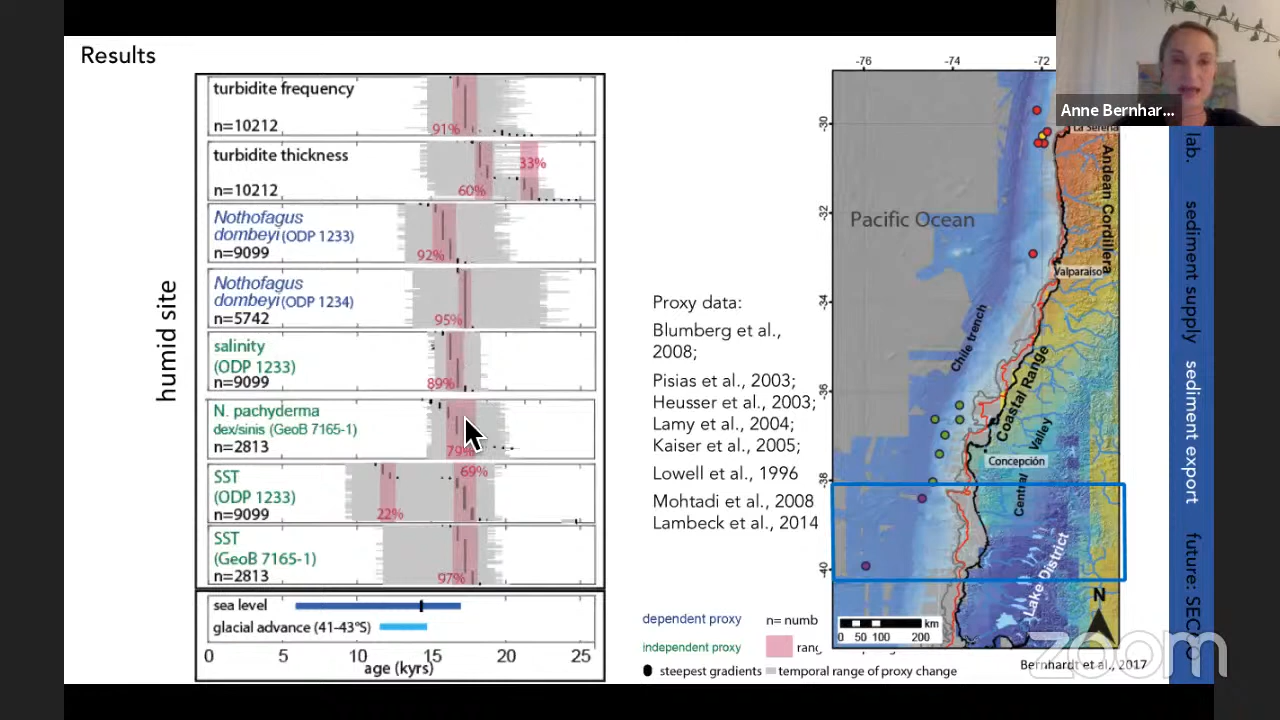 Results
Anne Bernhar...
turbidite frequency
n=10212
91%
turbidite thickness
n=10212
60%
33%
Nothofagus
dombeyi (ODP 1233)
n=9099
92%
Nothofagus
dombeyi (ODP 1234)
n=5742
95%
salinity
(ODP 1233)
n=9099
89%
N. pachyderma
dex/sinis (GeoB 7165-1)
n=2813
79%
SST
(ODP 1233)
n=9099
22%
69%
SST
(GeoB 7165-1)
n=2813
97%
humid site
sea level
glacial advance (41-43°S)
0 5 10 15 20 25
age (kyrs)
Proxy data:
Blumberg et al.,
2008;
Pisias et al., 2003;
Heusser et al., 2003;
Lamy et al., 2004;
Kaiser et al., 2005;
Lowell et al., 1996
Mohtadi et al., 2008
Lambeck et al., 2014
dependent proxy
n= numb
independent proxy
steepest gradients
temporal range of proxy change
-76 -74 -72
-30
-32
-34
-36
-38
-40
Pacific Ocean
La Serena
Andean Cordillera
Valparaiso
Chile trench
Coastal Range
Central Valley
Concepción
Lake District
N
km
0 50 100 200
Bernhardt et al., 2017
lab. sediment supply sediment export future: SEC
zoom